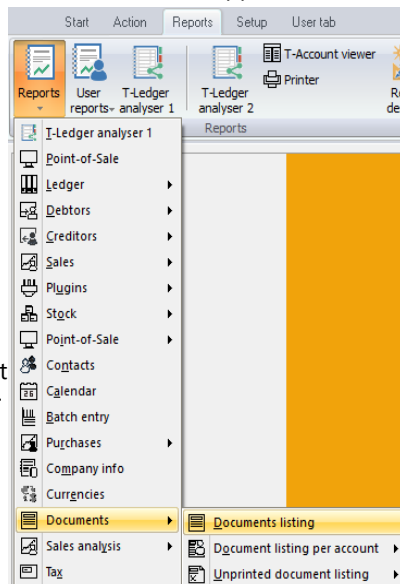 Start Action Reports Setup User tab
Reports User reports T-Ledger analyser 1 T-Ledger analyser 2 T-Account viewer
Printer
Reports
T-Ledger analyser 1
Point-of-Sale
Ledger
Debtors
Creditors
Sales
Plugins
Stock
Point-of-Sale
Contacts
Calendar
Batch entry
Purchases
Company info
Currencies
Documents
Documents listing
Sales analysis
Document listing per account
Tax
Unprinted document listing